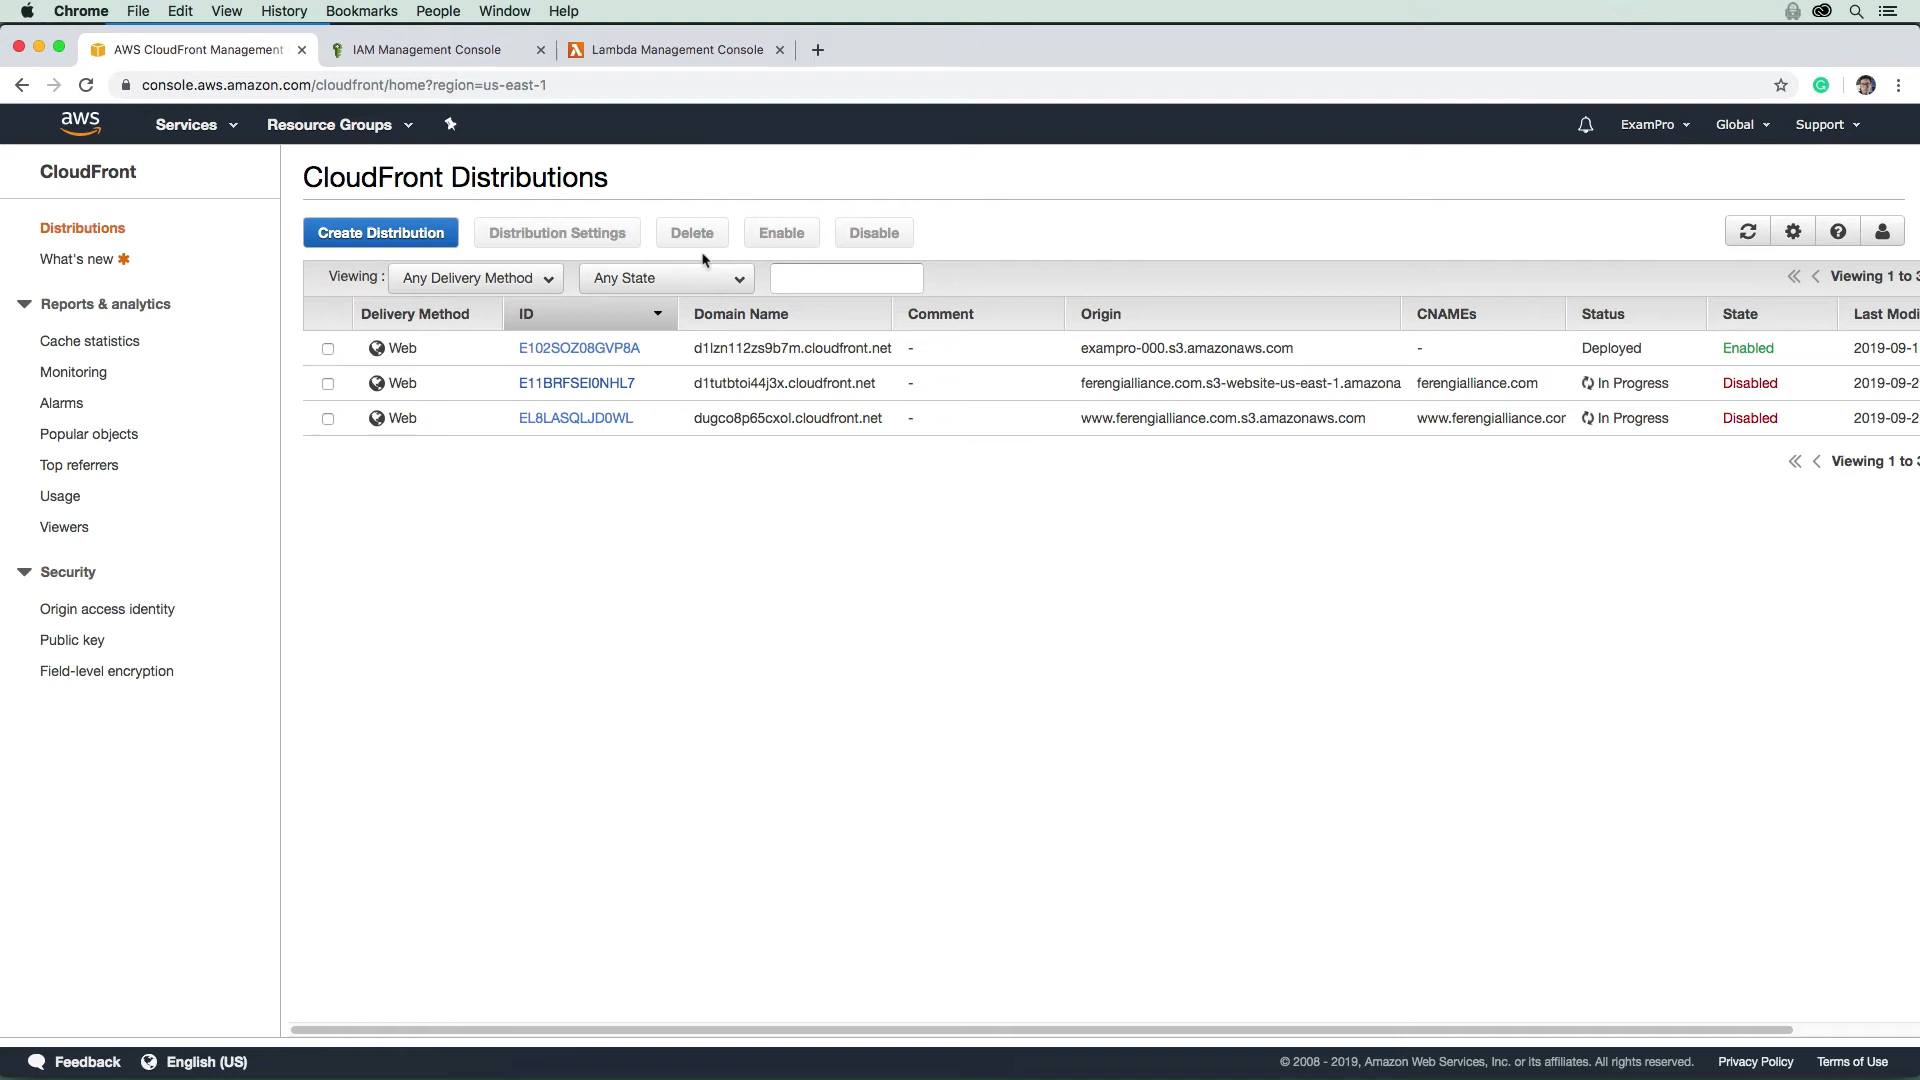 Chrome File Edit View History Bookmarks People Window Help
AWS CloudFront Management IAM Management Console Lambda Management Console
console.aws.amazon.com/cloudfront/home?region=us-east-1
aws Services Resource Groups ExamPro Global Support
CloudFront
Distributions
What's new
Reports & analytics
Cache statistics
Monitoring
Alarms
Popular objects
Top referrers
Usage
Viewers
Security
Origin access identity
Public key
Field-level encryption
CloudFront Distributions
Create Distribution Distribution Settings Delete Enable Disable
Viewing : Any Delivery Method Any State Viewing 1 to 3
Delivery Method ID Domain Name Comment Origin CNAMEs Status State Last Modi
Web E102SOZ08GVP8A d1lzn112zs9b7m.cloudfront.net - exampro-000.s3.amazonaws.com - Deployed Enabled 2019-09-1
Web E11BRFSEI0NHL7 d1tutbtoi44j3x.cloudfront.net - ferengialliance.com.s3-website-us-east-1.amazona ferengialliance.com In Progress Disabled 2019-09-2
Web EL8LASQLJD0WL dugco8p65cxol.cloudfront.net - www.ferengialliance.com.s3.amazonaws.com www.ferengialliance.cor In Progress Disabled 2019-09-2
Viewing 1 to 3
Feedback English (US) © 2008 - 2019, Amazon Web Services, Inc. or its affiliates. All rights reserved. Privacy Policy Terms of Use